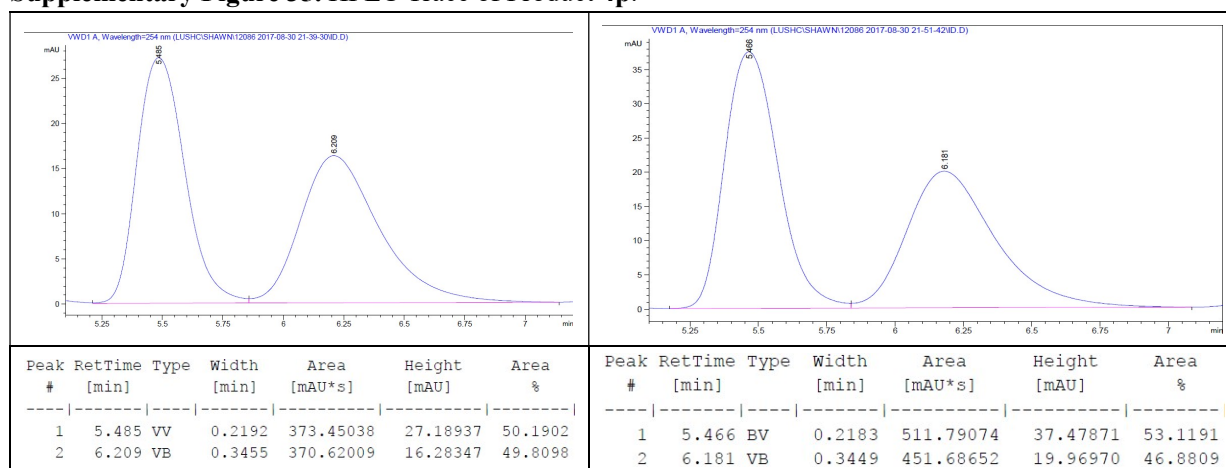 Supplementary Figure 33. HPLC Trace of Product 4p.
VWD1 A, Wavelength=254 nm (LUSHC\SHAWN\12086 2017-08-30 21-39-30\ID.D)
mAU
5.485
6.209
25
20
15
10
5
0
5.25 5.5 5.75 6 6.25 6.5 6.75 7 min
Peak RetTime Type Width Area Height Area
# [min] [min] [mAU*s] [mAU] %
----|-------|----|-------|----------|----------|--------|
1 5.485 VV 0.2192 373.45038 27.18937 50.1902
2 6.209 VB 0.3455 370.62009 16.28347 49.8098
VWD1 A, Wavelength=254 nm (LUSHC\SHAWN\12086 2017-08-30 21-51-42\ID.D)
mAU
5.466
6.181
35
30
25
20
15
10
5
0
5.25 5.5 5.75 6 6.25 6.5 6.75 7 min
Peak RetTime Type Width Area Height Area
# [min] [min] [mAU*s] [mAU] %
----|-------|----|-------|----------|----------|--------|
1 5.466 BV 0.2183 511.79074 37.47871 53.1191
2 6.181 VB 0.3449 451.68652 19.96970 46.8809